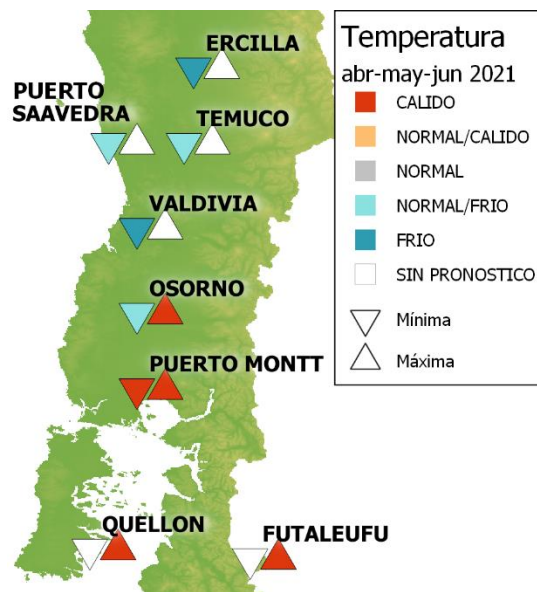 ERCILLA
PUERTO
SAAVEDRA
TEMUCO
VALDIVIA
OSORNO
PUERTO MONTT
QUELLON
FUTALEUFU
Temperatura
abr-may-jun 2021
CALIDO
NORMAL/CALIDO
NORMAL
NORMAL/FRIO
FRIO
SIN PRONOSTICO
Mínima
Máxima